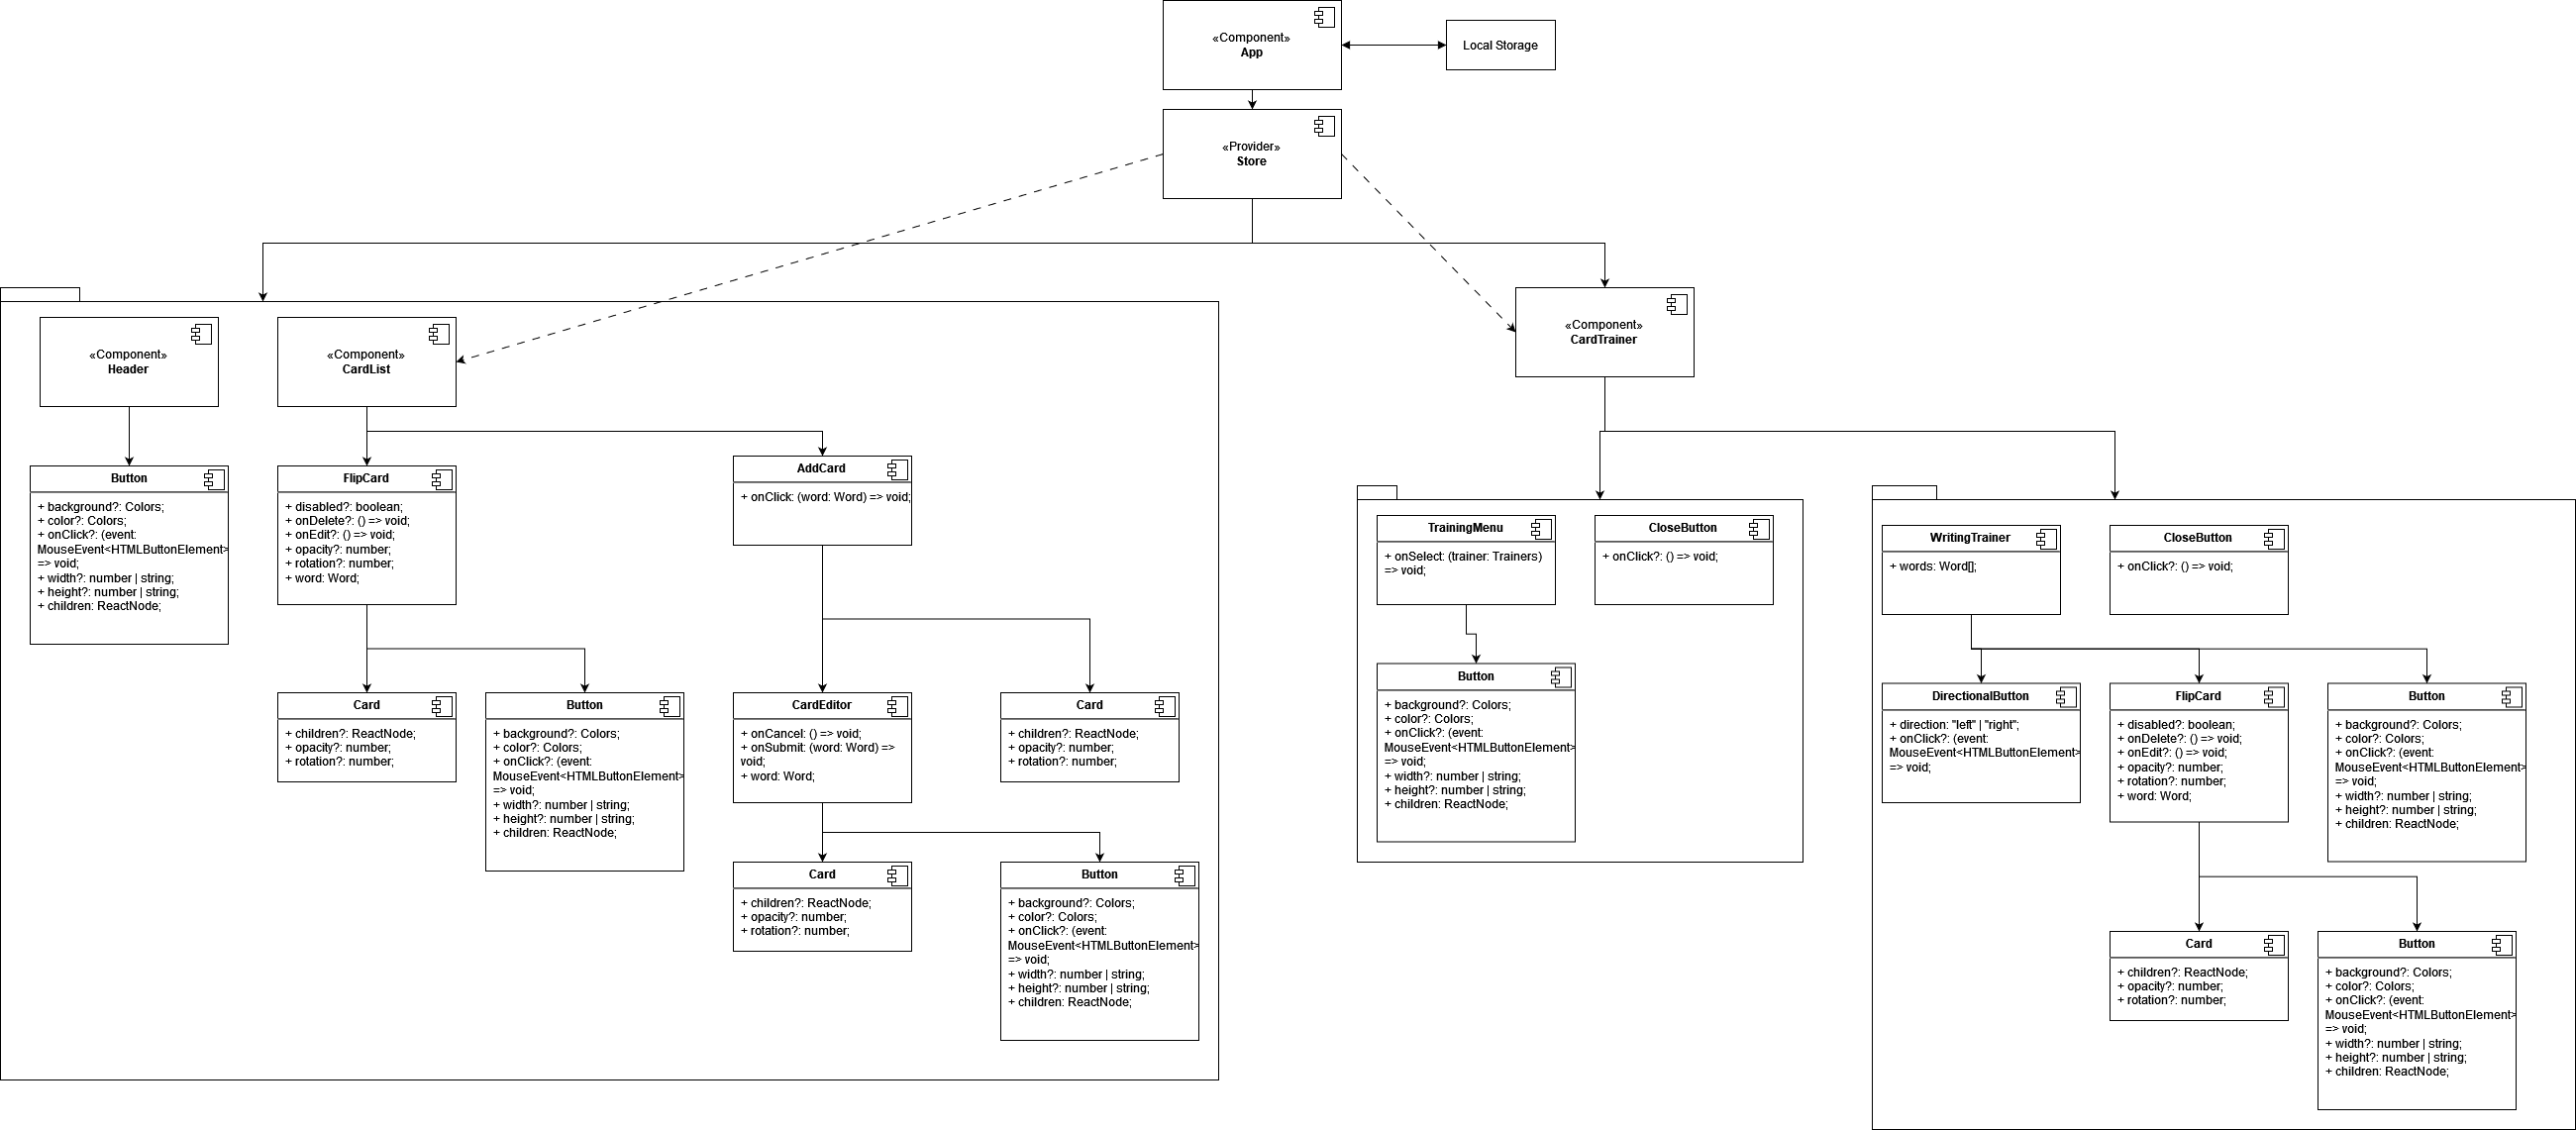 «Component»
App
Local Storage
«Provider»
Store
«Component»
Header
«Component»
CardList
«Component»
CardTrainer
Button
+ background?: Colors;
+ color?: Colors;
+ onClick?: (event:
MouseEvent<HTMLButtonElement>
=> void;
+ width?: number | string;
+ height?: number | string;
+ children: ReactNode;
FlipCard
+ disabled?: boolean;
+ onDelete?: () => void;
+ onEdit?: () => void;
+ opacity?: number;
+ rotation?: number;
+ word: Word;
AddCard
+ onClick: (word: Word) => void;
Card
+ children?: ReactNode;
+ opacity?: number;
+ rotation?: number;
Button
+ background?: Colors;
+ color?: Colors;
+ onClick?: (event:
MouseEvent<HTMLButtonElement>
=> void;
+ width?: number | string;
+ height?: number | string;
+ children: ReactNode;
CardEditor
+ onCancel: () => void;
+ onSubmit: (word: Word) =>
void;
+ word: Word;
Card
+ children?: ReactNode;
+ opacity?: number;
+ rotation?: number;
Card
+ children?: ReactNode;
+ opacity?: number;
+ rotation?: number;
Button
+ background?: Colors;
+ color?: Colors;
+ onClick?: (event:
MouseEvent<HTMLButtonElement>
=> void;
+ width?: number | string;
+ height?: number | string;
+ children: ReactNode;
TrainingMenu
+ onSelect: (trainer: Trainers)
=> void;
CloseButton
+ onClick?: () => void;
Button
+ background?: Colors;
+ color?: Colors;
+ onClick?: (event:
MouseEvent<HTMLButtonElement>
=> void;
+ width?: number | string;
+ height?: number | string;
+ children: ReactNode;
WritingTrainer
+ words: Word[];
CloseButton
+ onClick?: () => void;
DirectionalButton
+ direction: "left" | "right";
+ onClick?: (event:
MouseEvent<HTMLButtonElement>
=> void;
FlipCard
+ disabled?: boolean;
+ onDelete?: () => void;
+ onEdit?: () => void;
+ opacity?: number;
+ rotation?: number;
+ word: Word;
Button
+ background?: Colors;
+ color?: Colors;
+ onClick?: (event:
MouseEvent<HTMLButtonElement>
=> void;
+ width?: number | string;
+ height?: number | string;
+ children: ReactNode;
Card
+ children?: ReactNode;
+ opacity?: number;
+ rotation?: number;
Button
+ background?: Colors;
+ color?: Colors;
+ onClick?: (event:
MouseEvent<HTMLButtonElement>
=> void;
+ width?: number | string;
+ height?: number | string;
+ children: ReactNode;